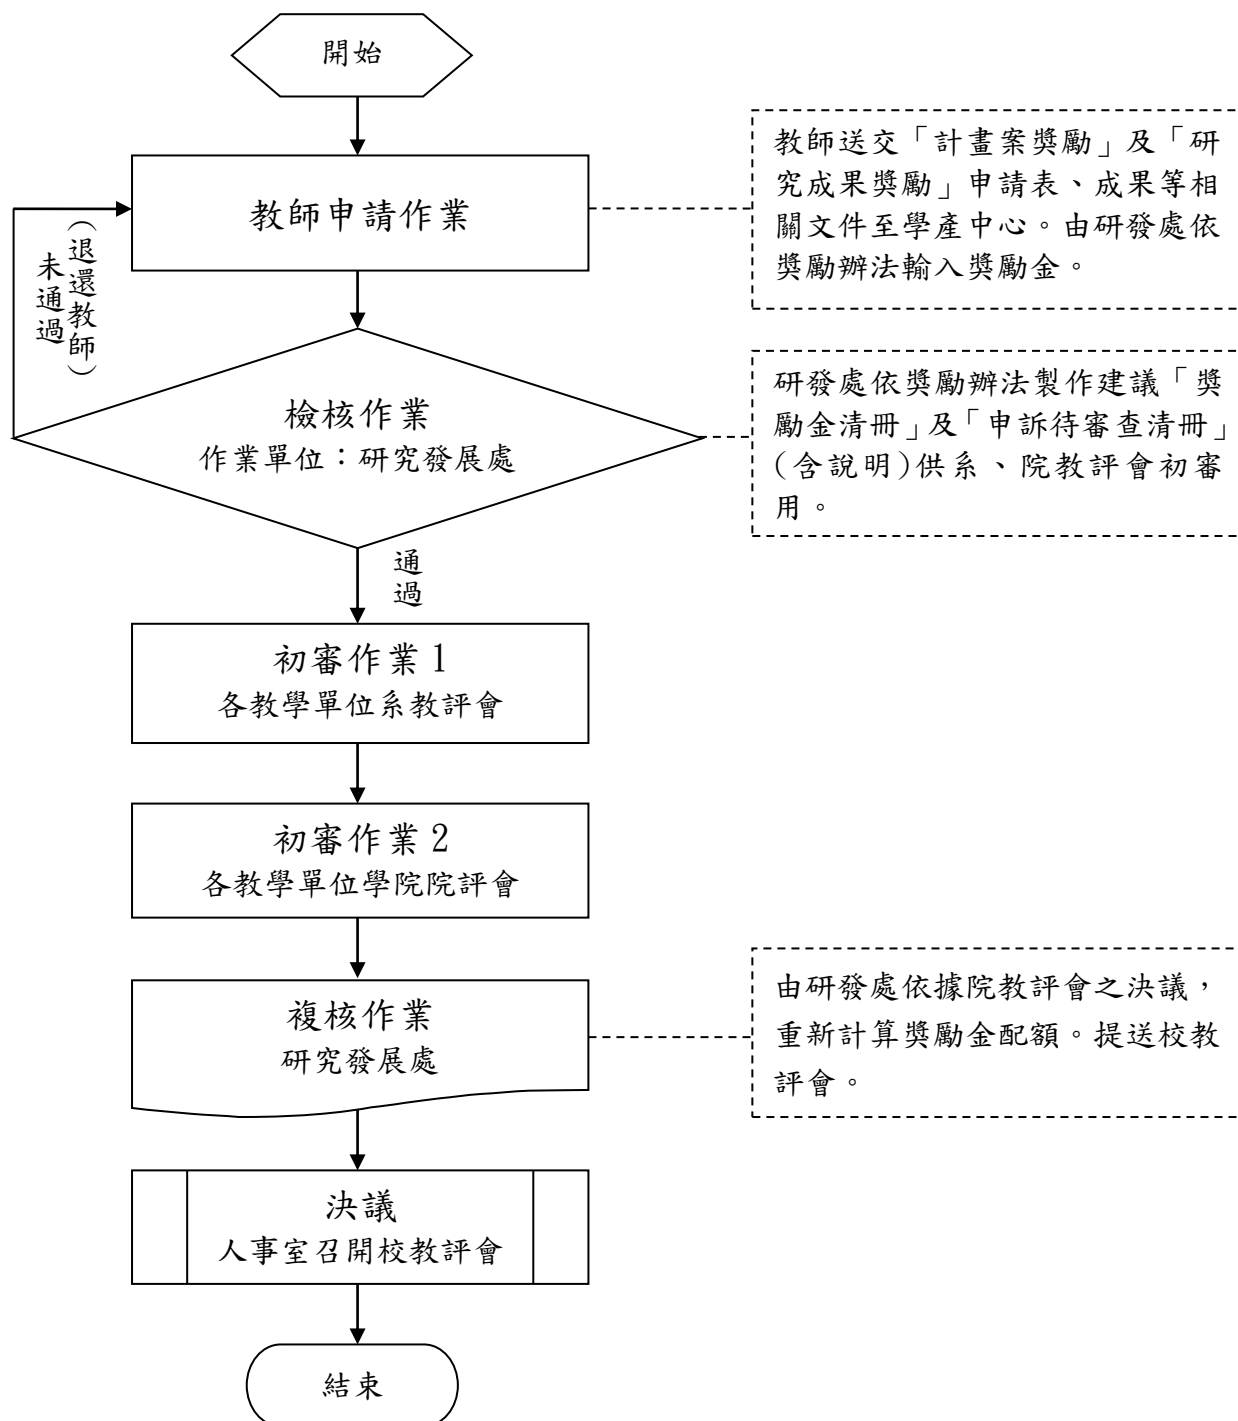 開始
教師申請作業
教師送交「計畫案獎勵」及「研
究成果獎勵」申請表、成果等相
關文件至學產中心。由研發處依
獎勵辦法輸入獎勵金。
(退還教師)
未通過
檢核作業
作業單位：研究發展處
研發處依獎勵辦法製作建議「獎
勵金清冊」及「申訴待審查清冊」
(含說明)供系、院教評會初審
用。
通過
初審作業1
各教學單位系教評會
初審作業2
各教學單位學院院評會
複核作業
研究發展處
由研發處依據院教評會之決議，
重新計算獎勵金配額。提送校教
評會。
決議
人事室召開校教評會
結束